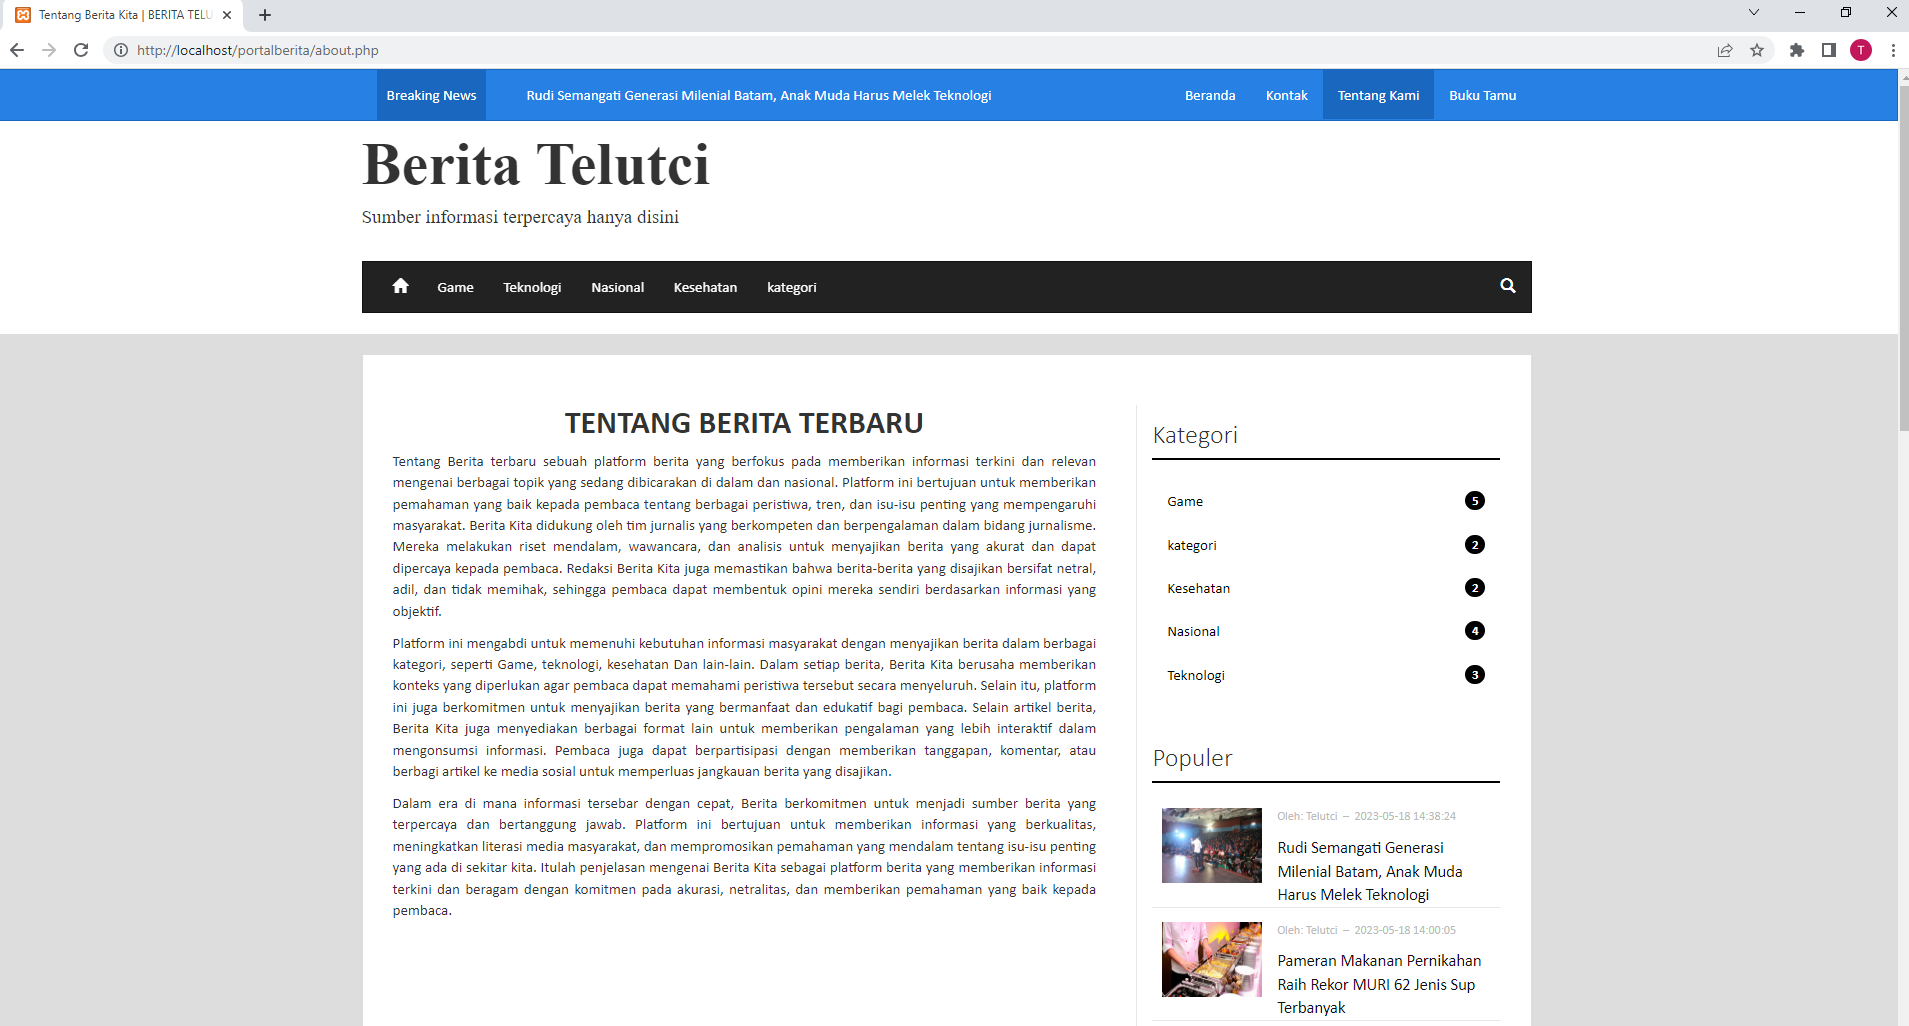 Tentang Berita Kita | BERITA TELU
http://localhost/portalberita/about.php
T
Breaking News
Rudi Semangati Generasi Milenial Batam, Anak Muda Harus Melek Teknologi
Beranda
Kontak
Tentang Kami
Buku Tamu
Berita Telutci
Sumber informasi terpercaya hanya disini
Game
Teknologi
Nasional
Kesehatan
kategori
TENTANG BERITA TERBARU
Tentang Berita terbaru sebuah platform berita yang berfokus pada memberikan informasi terkini dan relevan
mengenai berbagai topik yang sedang dibicarakan di dalam dan nasional. Platform ini bertujuan untuk memberikan
pemahaman yang baik kepada pembaca tentang berbagai peristiwa, tren, dan isu-isu penting yang mempengaruhi
masyarakat. Berita Kita didukung oleh tim jurnalis yang berkompeten dan berpengalaman dalam bidang jurnalisme.
Mereka melakukan riset mendalam, wawancara, dan analisis untuk menyajikan berita yang akurat dan dapat
dipercaya kepada pembaca. Redaksi Berita Kita juga memastikan bahwa berita-berita yang disajikan bersifat netral,
adil, dan tidak memihak, sehingga pembaca dapat membentuk opini mereka sendiri berdasarkan informasi yang
objektif.
Platform ini mengabdi untuk memenuhi kebutuhan informasi masyarakat dengan menyajikan berita dalam berbagai
kategori, seperti Game, teknologi, kesehatan Dan lain-lain. Dalam setiap berita, Berita Kita berusaha memberikan
konteks yang diperlukan agar pembaca dapat memahami peristiwa tersebut secara menyeluruh. Selain itu, platform
ini juga berkomitmen untuk menyajikan berita yang bermanfaat dan edukatif bagi pembaca. Selain artikel berita,
Berita Kita juga menyediakan berbagai format lain untuk memberikan pengalaman yang lebih interaktif dalam
mengonsumsi informasi. Pembaca juga dapat berpartisipasi dengan memberikan tanggapan, komentar, atau
berbagi artikel ke media sosial untuk memperluas jangkauan berita yang disajikan.
Dalam era di mana informasi tersebar dengan cepat, Berita berkomitmen untuk menjadi sumber berita yang
terpercaya dan bertanggung jawab. Platform ini bertujuan untuk memberikan informasi yang berkualitas,
meningkatkan literasi media masyarakat, dan mempromosikan pemahaman yang mendalam tentang isu-isu penting
yang ada di sekitar kita. Itulah penjelasan mengenai Berita Kita sebagai platform berita yang memberikan informasi
terkini dan beragam dengan komitmen pada akurasi, netralitas, dan memberikan pemahaman yang baik kepada
pembaca.
Kategori
Game 5
kategori 2
Kesehatan 2
Nasional 4
Teknologi 3
Populer
Oleh: Telutci – 2023-05-18 14:38:24
Rudi Semangati Generasi
Milenial Batam, Anak Muda
Harus Melek Teknologi
Oleh: Telutci – 2023-05-18 14:00:05
Pameran Makanan Pernikahan
Raih Rekor MURI 62 Jenis Sup
Terbanyak